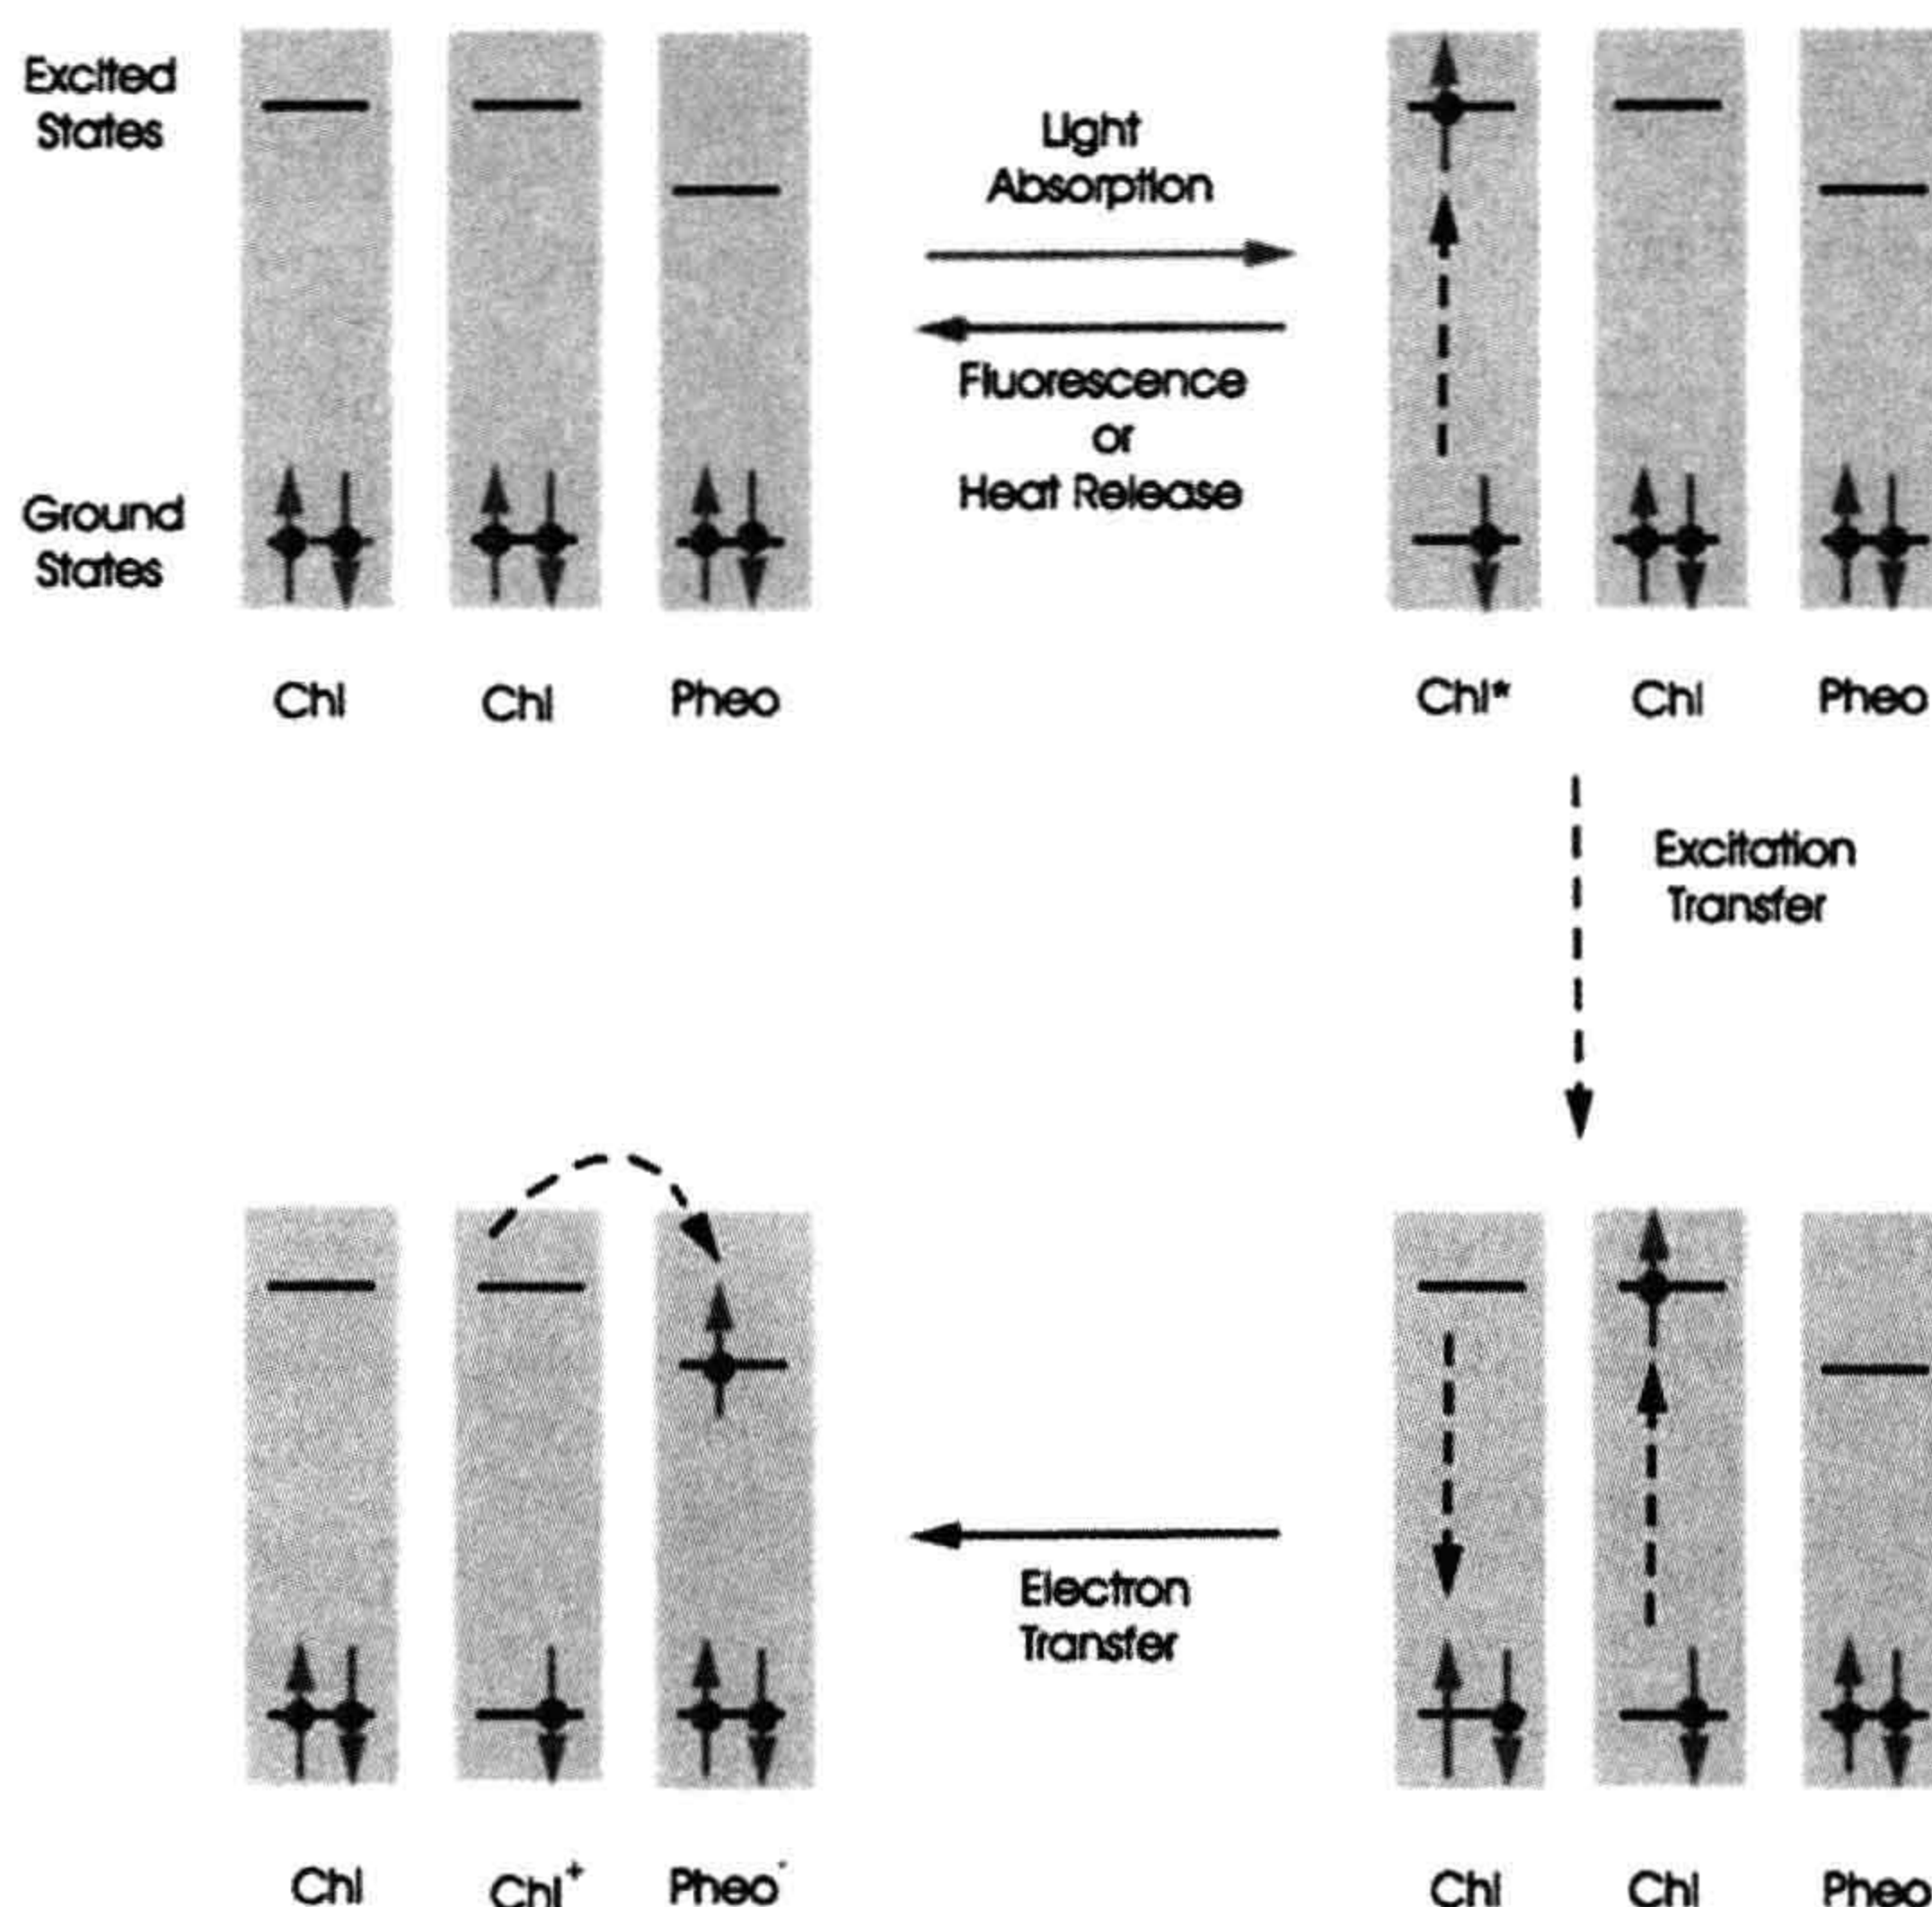 Excited
States
Light
Absorption
Fluorescence
or
Heat Release
Ground
States
Chl
Chl
Pheo
Chl*
Chl
Pheo
Excitation
Transfer
Electron
Transfer
Chl
Chl+
Pheo-
Chl
Chl
Pheo